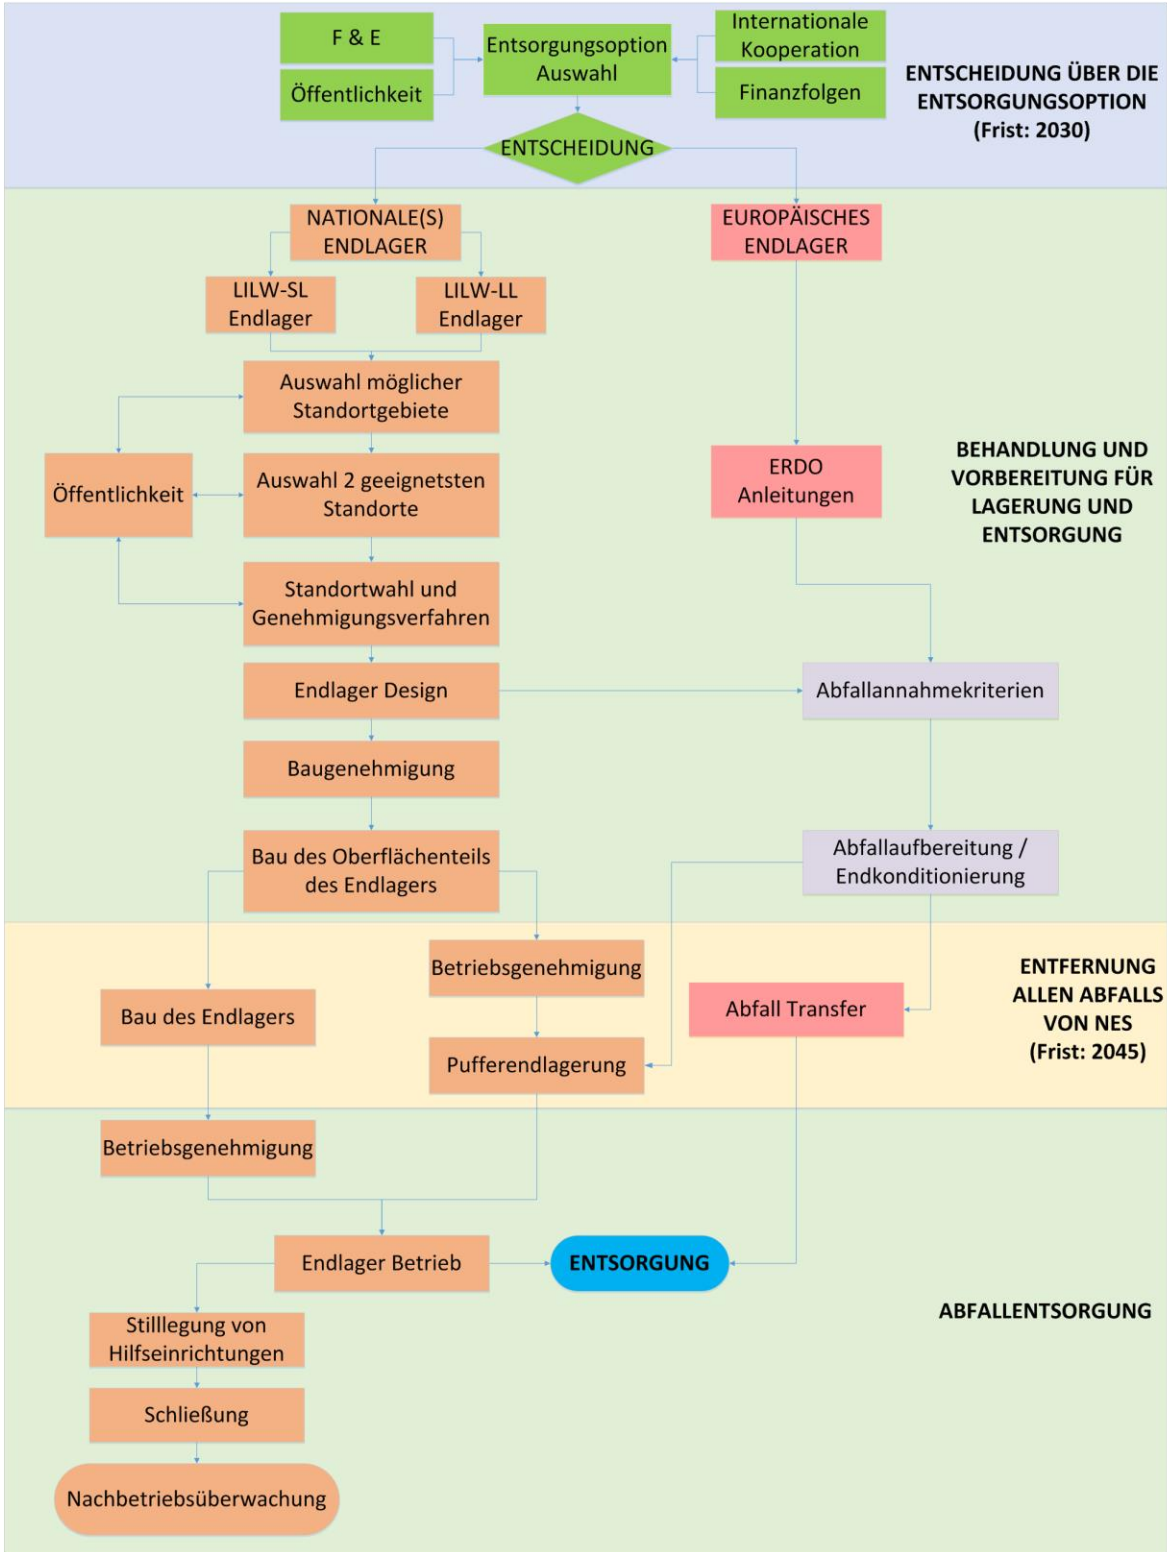 F & E
Öffentlichkeit
Entsorgungsoption
Auswahl
Internationale
Kooperation
Finanzfolgen
ENTSCHEIDUNG ÜBER DIE
ENTSORGUNGSOPTION
(Frist: 2030)
ENTSCHEIDUNG
NATIONALE(S)
ENDLAGER
EUROPÄISCHES
ENDLAGER
LILW-SL
Endlager
LILW-LL
Endlager
Auswahl möglicher
Standortgebiete
Öffentlichkeit
Auswahl 2 geeignetsten
Standorte
ERDO
Anleitungen
BEHANDLUNG UND
VORBEREITUNG FÜR
LAGERUNG UND
ENTSORGUNG
Standortwahl und
Genehmigungsverfahren
Endlager Design
Abfallannahmekriterien
Baugenehmigung
Bau des Oberflächenteils
des Endlagers
Abfallaufbereitung /
Endkonditionierung
Betriebsgenehmigung
Bau des Endlagers
Abfall Transfer
Pufferendlagerung
ENTFERNUNG
ALLEN ABFALLS
VON NES
(Frist: 2045)
Betriebsgenehmigung
Endlager Betrieb
ENTSORGUNG
ABFALLENTSORGUNG
Stilllegung von
Hilfseinrichtungen
Schließung
Nachbetriebsüberwachung